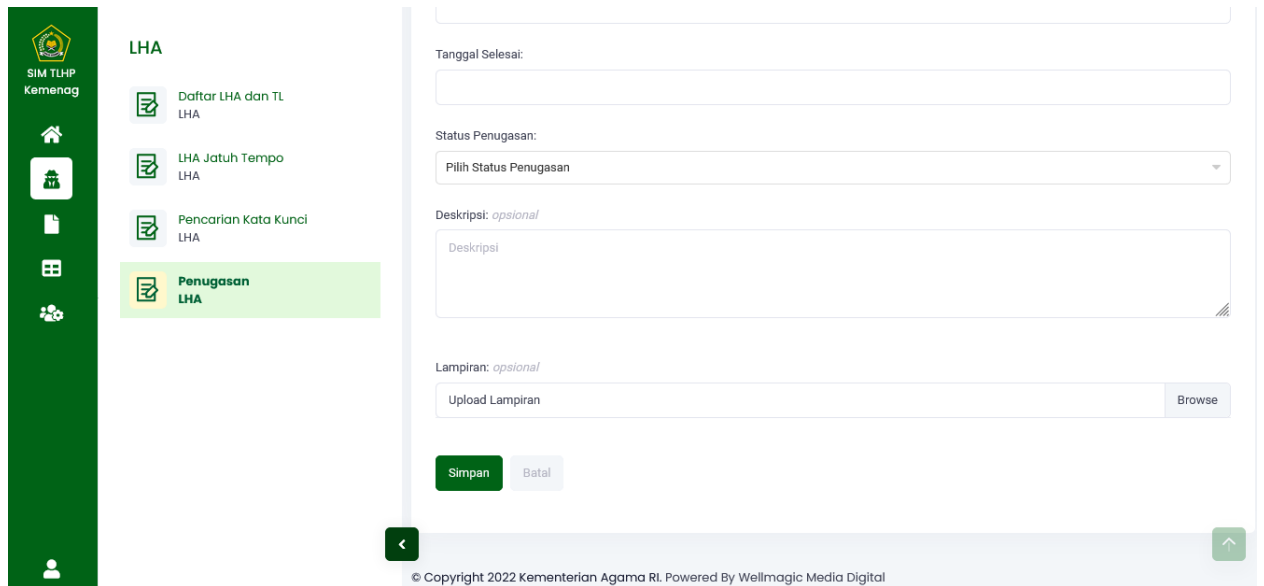 SIM TLHP
Kemenag
LHA
Daftar LHA dan TL
LHA
LHA Jatuh Tempo
LHA
Pencarian Kata Kunci
LHA
Penugasan
LHA
Tanggal Selesai:
Status Penugasan:
Pilih Status Penugasan
Deskripsi: opsional
Deskripsi
Lampiran: opsional
Upload Lampiran Browse
Simpan Batal
© Copyright 2022 Kementerian Agama RI. Powered By Wellmagic Media Digital